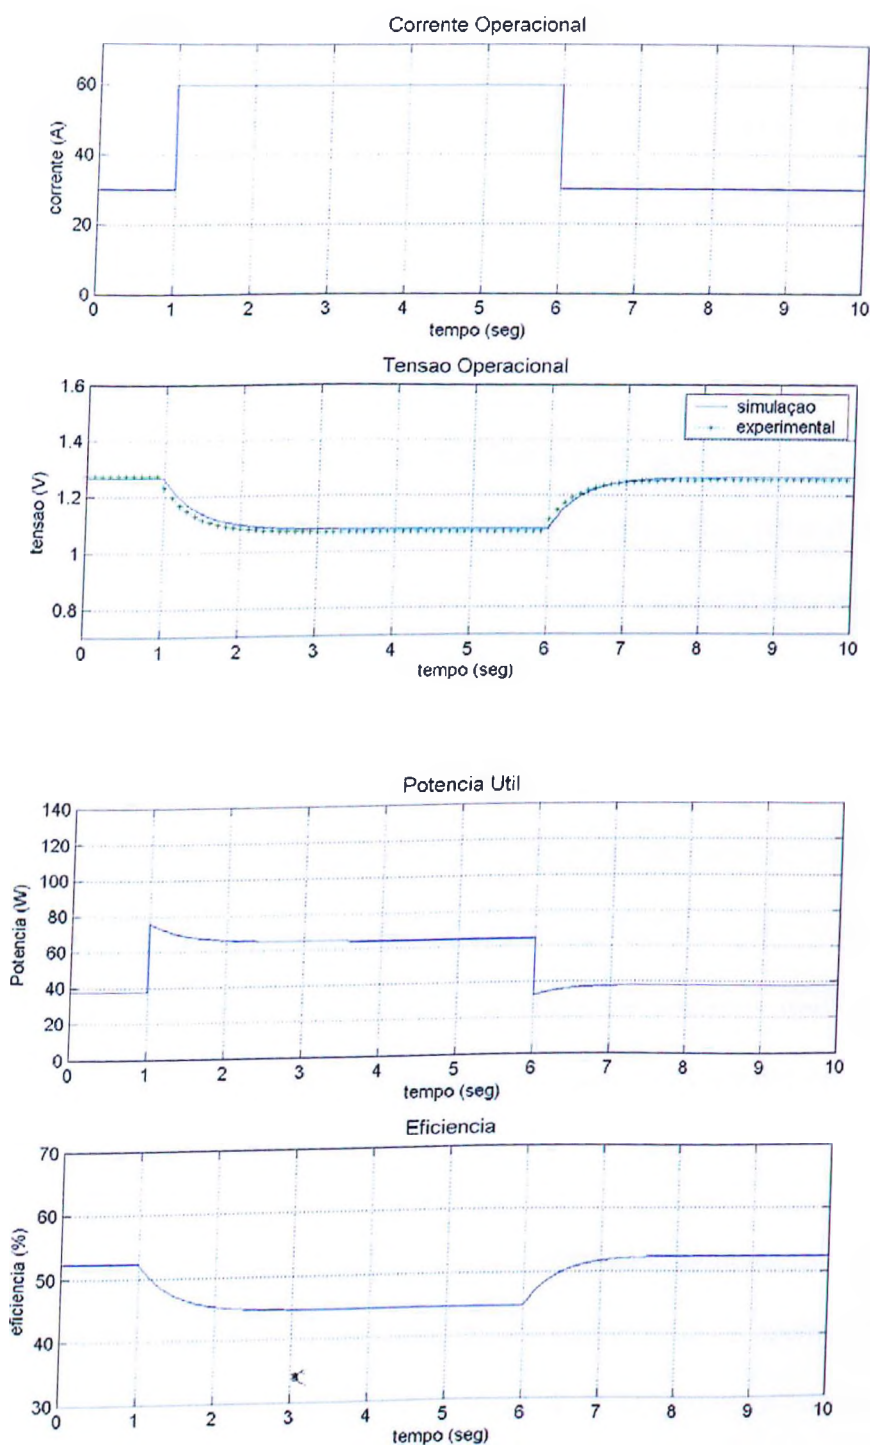 Corrente Operacional
60
40
20
0
corrente (A)
0 1 2 3 4 5 6 7 8 9 10
tempo (seg)
Tensao Operacional
1.6
1.4
1.2
1
0.8
tensao (V)
simulaçao
experimental
0 1 2 3 4 5 6 7 8 9 10
tempo (seg)
Potencia Util
140
120
100
80
60
40
20
0
Potencia (W)
0 1 2 3 4 5 6 7 8 9 10
tempo (seg)
Eficiencia
70
60
50
40
30
eficiencia (%)
0 1 2 3 4 5 6 7 8 9 10
tempo (seg)